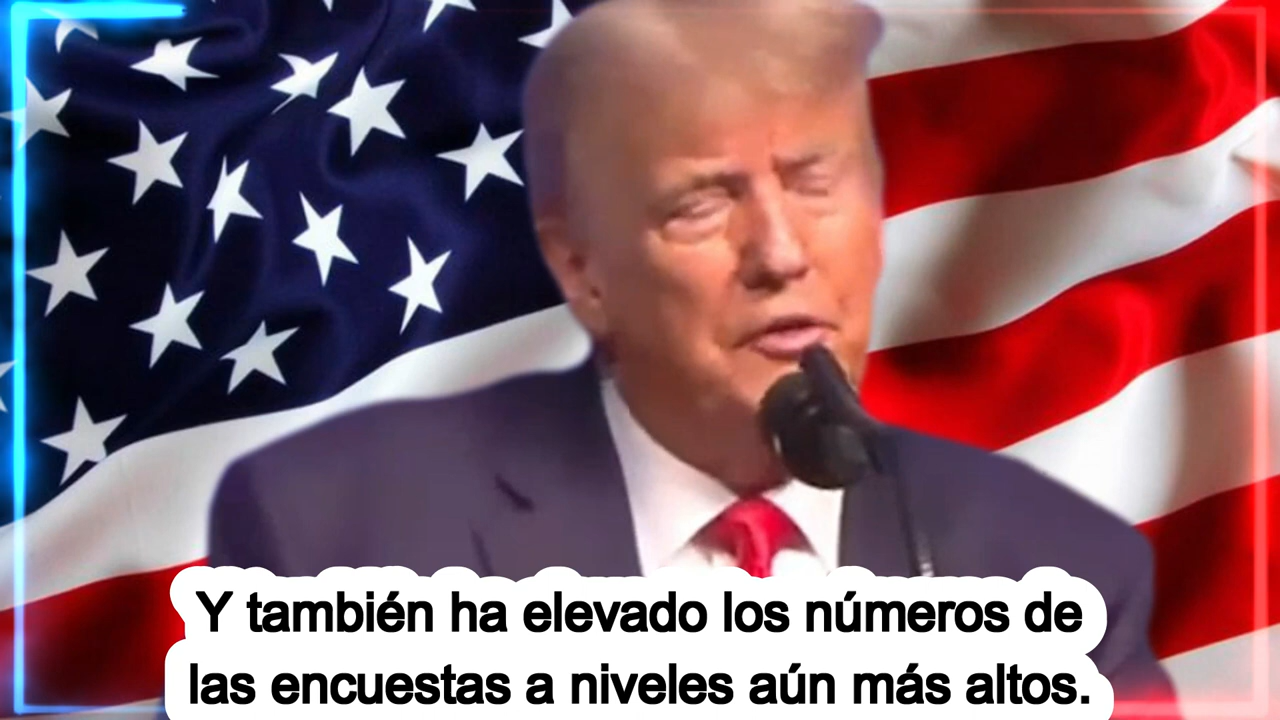 Y también ha elevado los números de
las encuestas a niveles aún más altos.